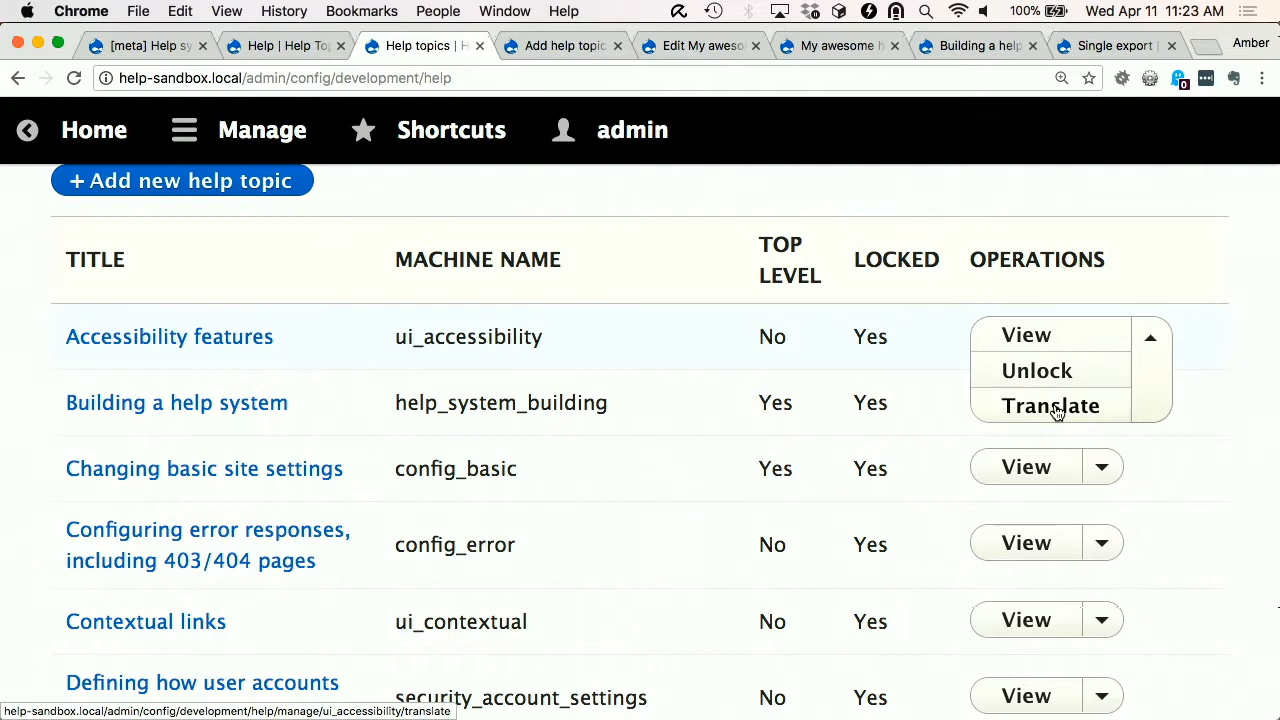 Chrome File Edit View History Bookmarks People Window Help 100% Wed Apr 11 11:23 AM
[meta] Help sy Help | Help To Help topics | H Add help topic Edit My aweso My awesome h Building a help Single export | Amber
help-sandbox.local/admin/config/development/help 0
Home Manage Shortcuts admin
+ Add new help topic
TITLE MACHINE NAME TOP LEVEL LOCKED OPERATIONS
Accessibility features ui_accessibility No Yes View
Unlock
Building a help system help_system_building Yes Yes Translate
Changing basic site settings config_basic Yes Yes View
Configuring error responses,
including 403/404 pages config_error No Yes View
Contextual links ui_contextual No Yes View
Defining how user accounts
security_account_settings No Yes View
help-sandbox.local/admin/config/development/help/manage/ui_accessibility/translate